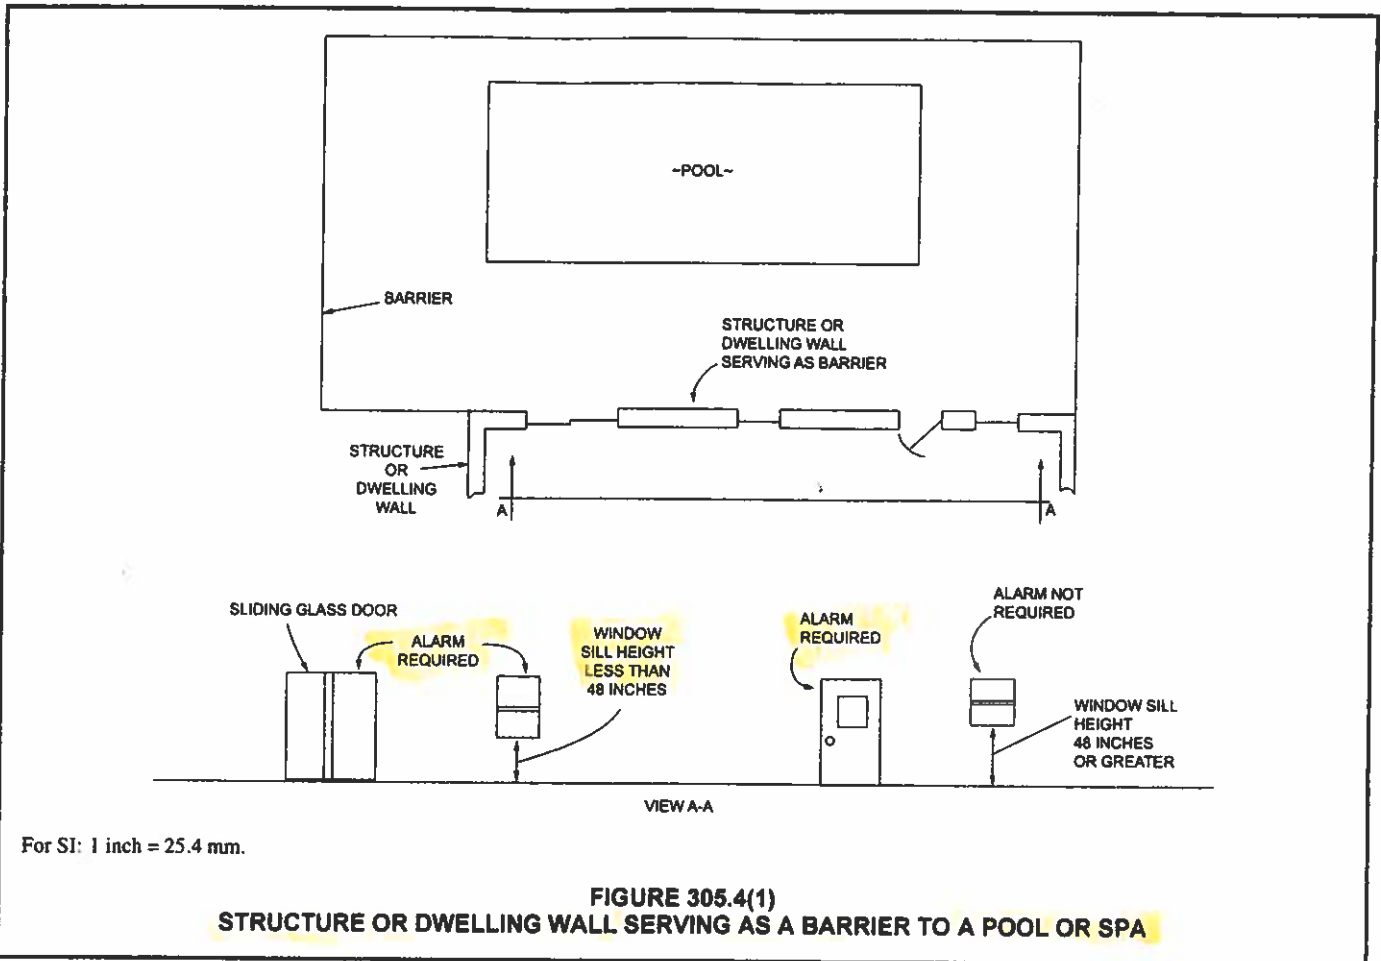 ~POOL~
BARRIER
STRUCTURE OR
DWELLING WALL
SERVING AS BARRIER
STRUCTURE
OR
DWELLING
WALL
A
A
SLIDING GLASS DOOR
ALARM
REQUIRED
WINDOW
SILL HEIGHT
LESS THAN
48 INCHES
ALARM
REQUIRED
ALARM NOT
REQUIRED
WINDOW SILL
HEIGHT
48 INCHES
OR GREATER
VIEW A-A
For SI: 1 inch = 25.4 mm.
FIGURE 305.4(1)
STRUCTURE OR DWELLING WALL SERVING AS A BARRIER TO A POOL OR SPA